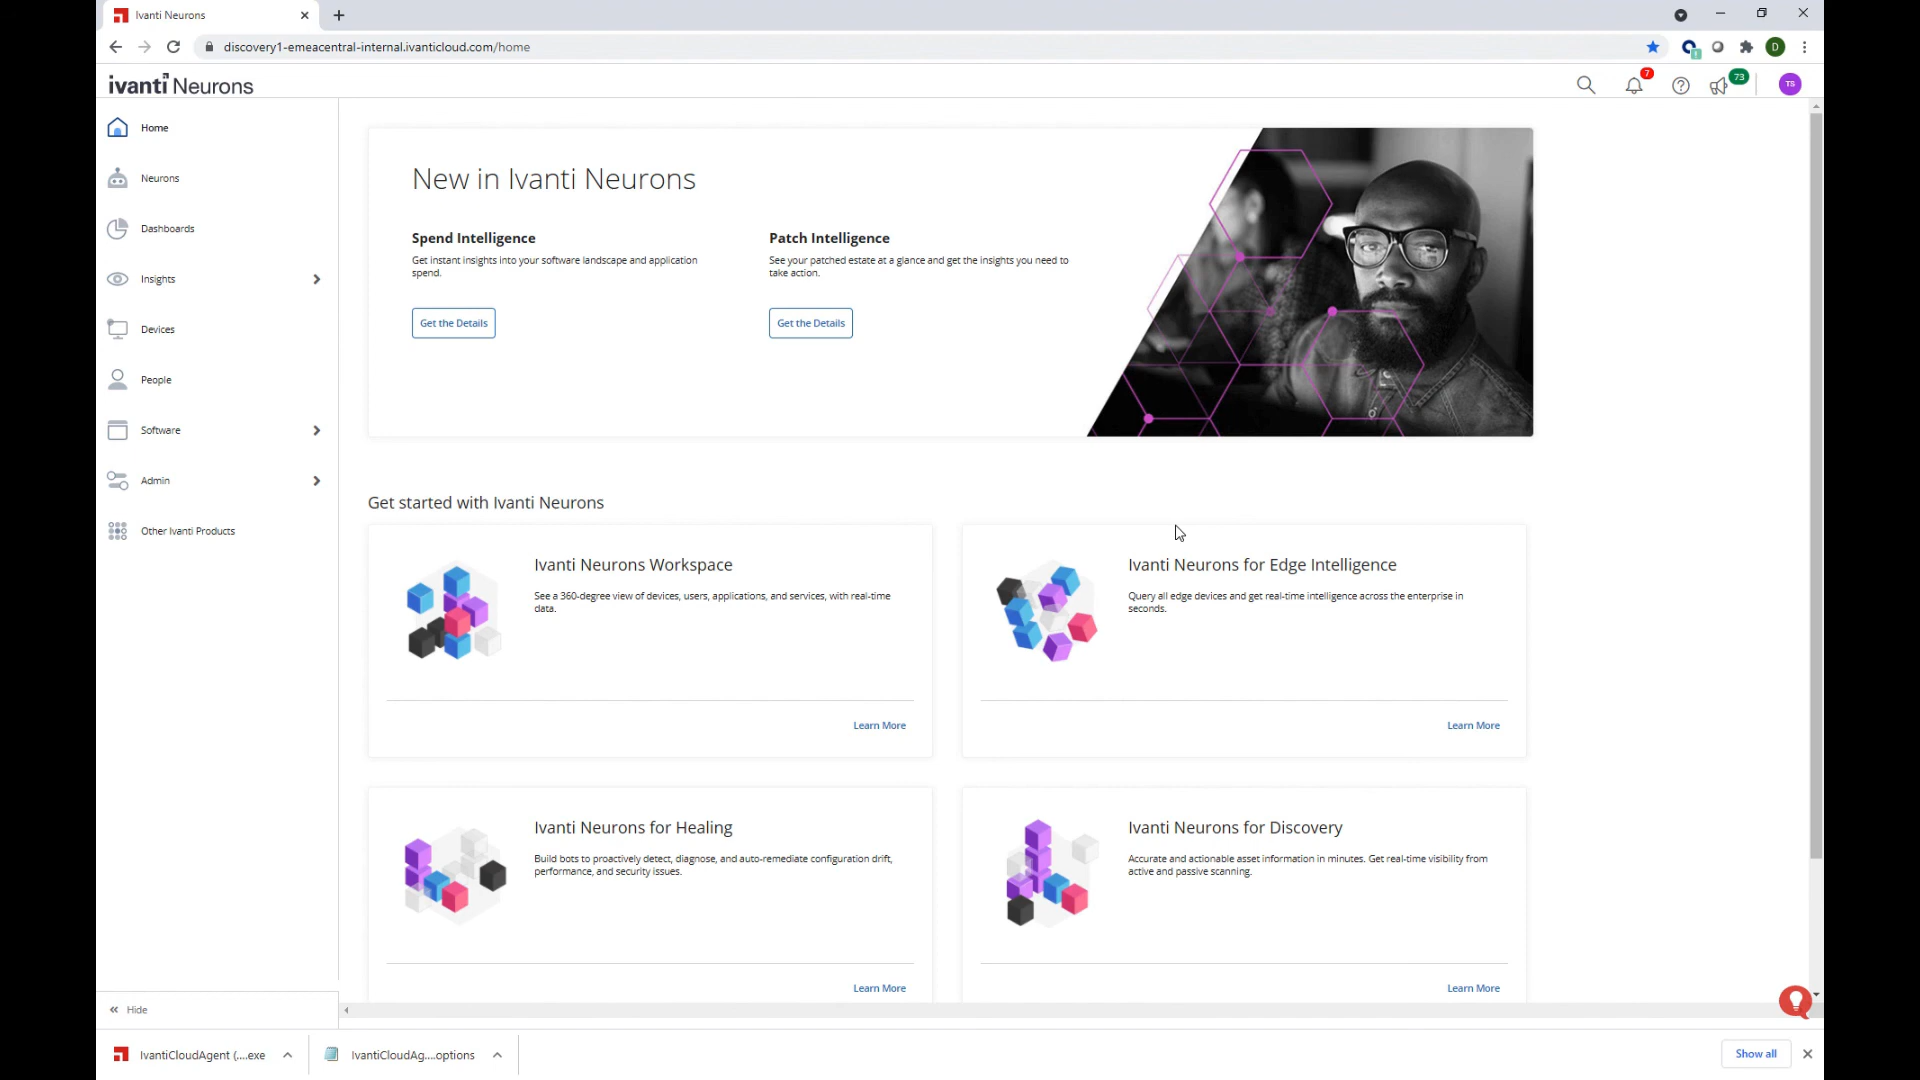 Ivanti Neurons
discovery1-emeacentral-internal.ivanticloud.com/home
D
ivanti Neurons
7
73
TS
Home
Neurons
Dashboards
Insights
Devices
People
Software
Admin
Other Ivanti Products
Hide
New in Ivanti Neurons
Spend Intelligence
Get instant insights into your software landscape and application
spend.
Get the Details
Patch Intelligence
See your patched estate at a glance and get the insights you need to
take action.
Get the Details
Get started with Ivanti Neurons
Ivanti Neurons Workspace
See a 360-degree view of devices, users, applications, and services, with real-time
data.
Learn More
Ivanti Neurons for Edge Intelligence
Query all edge devices and get real-time intelligence across the enterprise in
seconds.
Learn More
Ivanti Neurons for Healing
Build bots to proactively detect, diagnose, and auto-remediate configuration drift,
performance, and security issues.
Learn More
Ivanti Neurons for Discovery
Accurate and actionable asset information in minutes. Get real-time visibility from
active and passive scanning.
Learn More
IvantiCloudAgent (....exe
IvantiCloudAg....options
Show all